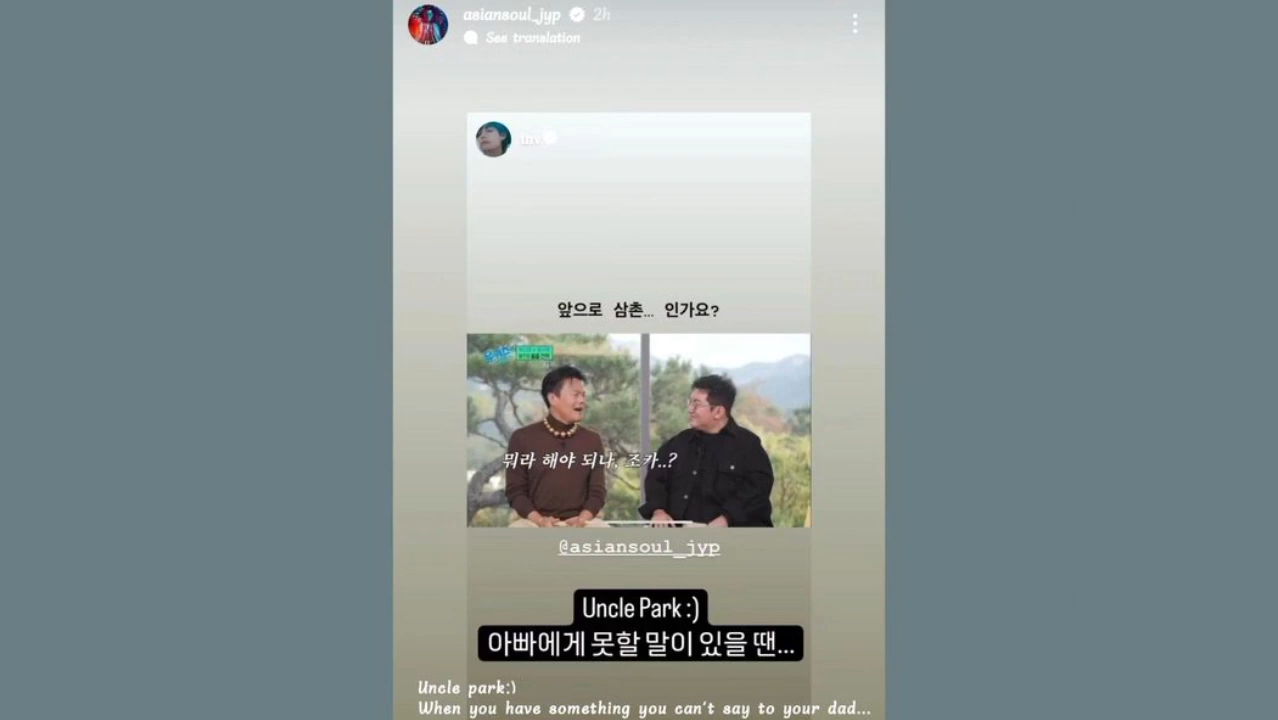 asiansoul_jyp 2h
See translation
앞으로 삼촌... 인가요?
뭐라 해야 되나, 조카..?
@asiansoul_jyp
Uncle Park :)
아빠에게 못할 말이 있을 땐...
Uncle park:)
When you have something you can't say to your dad...